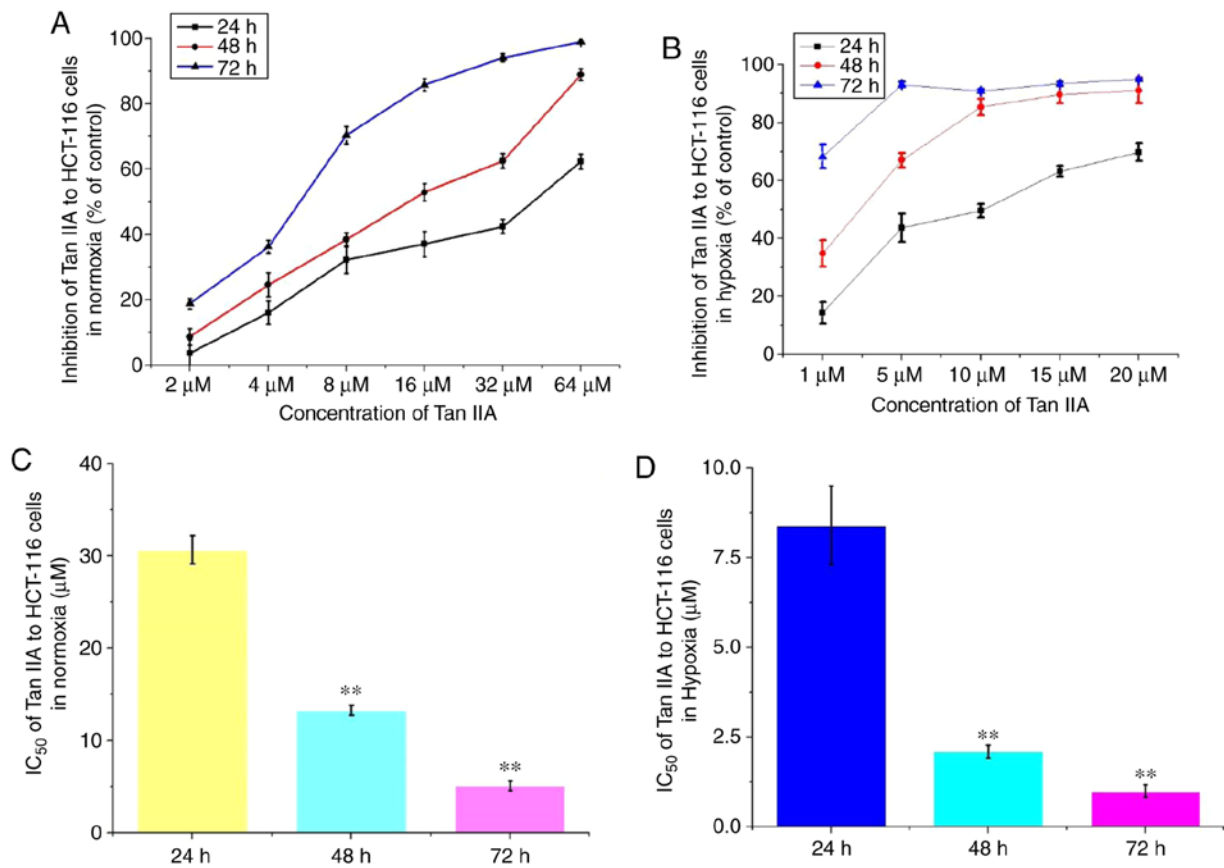 A
24 h
48 h
72 h
Inhibition of Tan IIA to HCT-116 cells
in normoxia (% of control)
100
80
60
40
20
0
2 μM
4 μM
8 μM
16 μM
32 μM
64 μM
Concentration of Tan IIA
B
24 h
48 h
72 h
Inhibition of Tan IIA to HCT-116 cells
in hypoxia (% of control)
100
80
60
40
20
0
1 μM
5 μM
10 μM
15 μM
20 μM
Concentration of Tan IIA
C
IC50 of Tan IIA to HCT-116 cells
in normoxia (μM)
40
30
20
10
0
**
**
24 h
48 h
72 h
D
IC50 of Tan IIA to HCT-116 cells
in Hypoxia (μM)
10.0
7.5
5.0
2.5
0.0
**
**
24 h
48 h
72 h